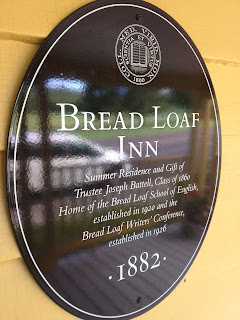 BREAD LOAF
INN
Summer Residence and Gift of
Trustee Joseph Battell, Class of 1860
Home of the Bread Loaf School of English,
established in 1920 and the
Bread Loaf Writers' Conference,
established in 1926
·1882·